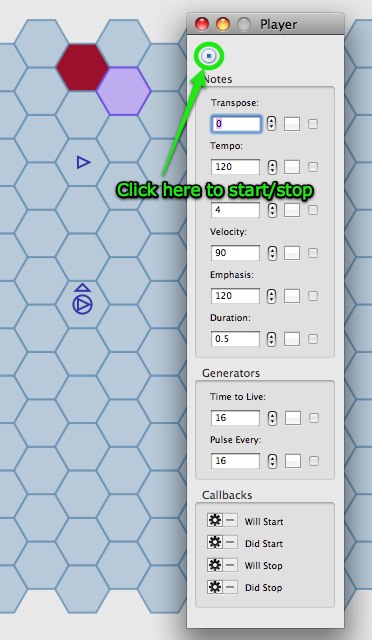 Player
Notes
Transpose:
0
Tempo:
120
Click here to start/stop
4
Velocity:
90
Emphasis:
120
Duration:
0.5
Generators
Time to Live:
16
Pulse Every:
16
Callbacks
Will Start
Did Start
Will Stop
Did Stop